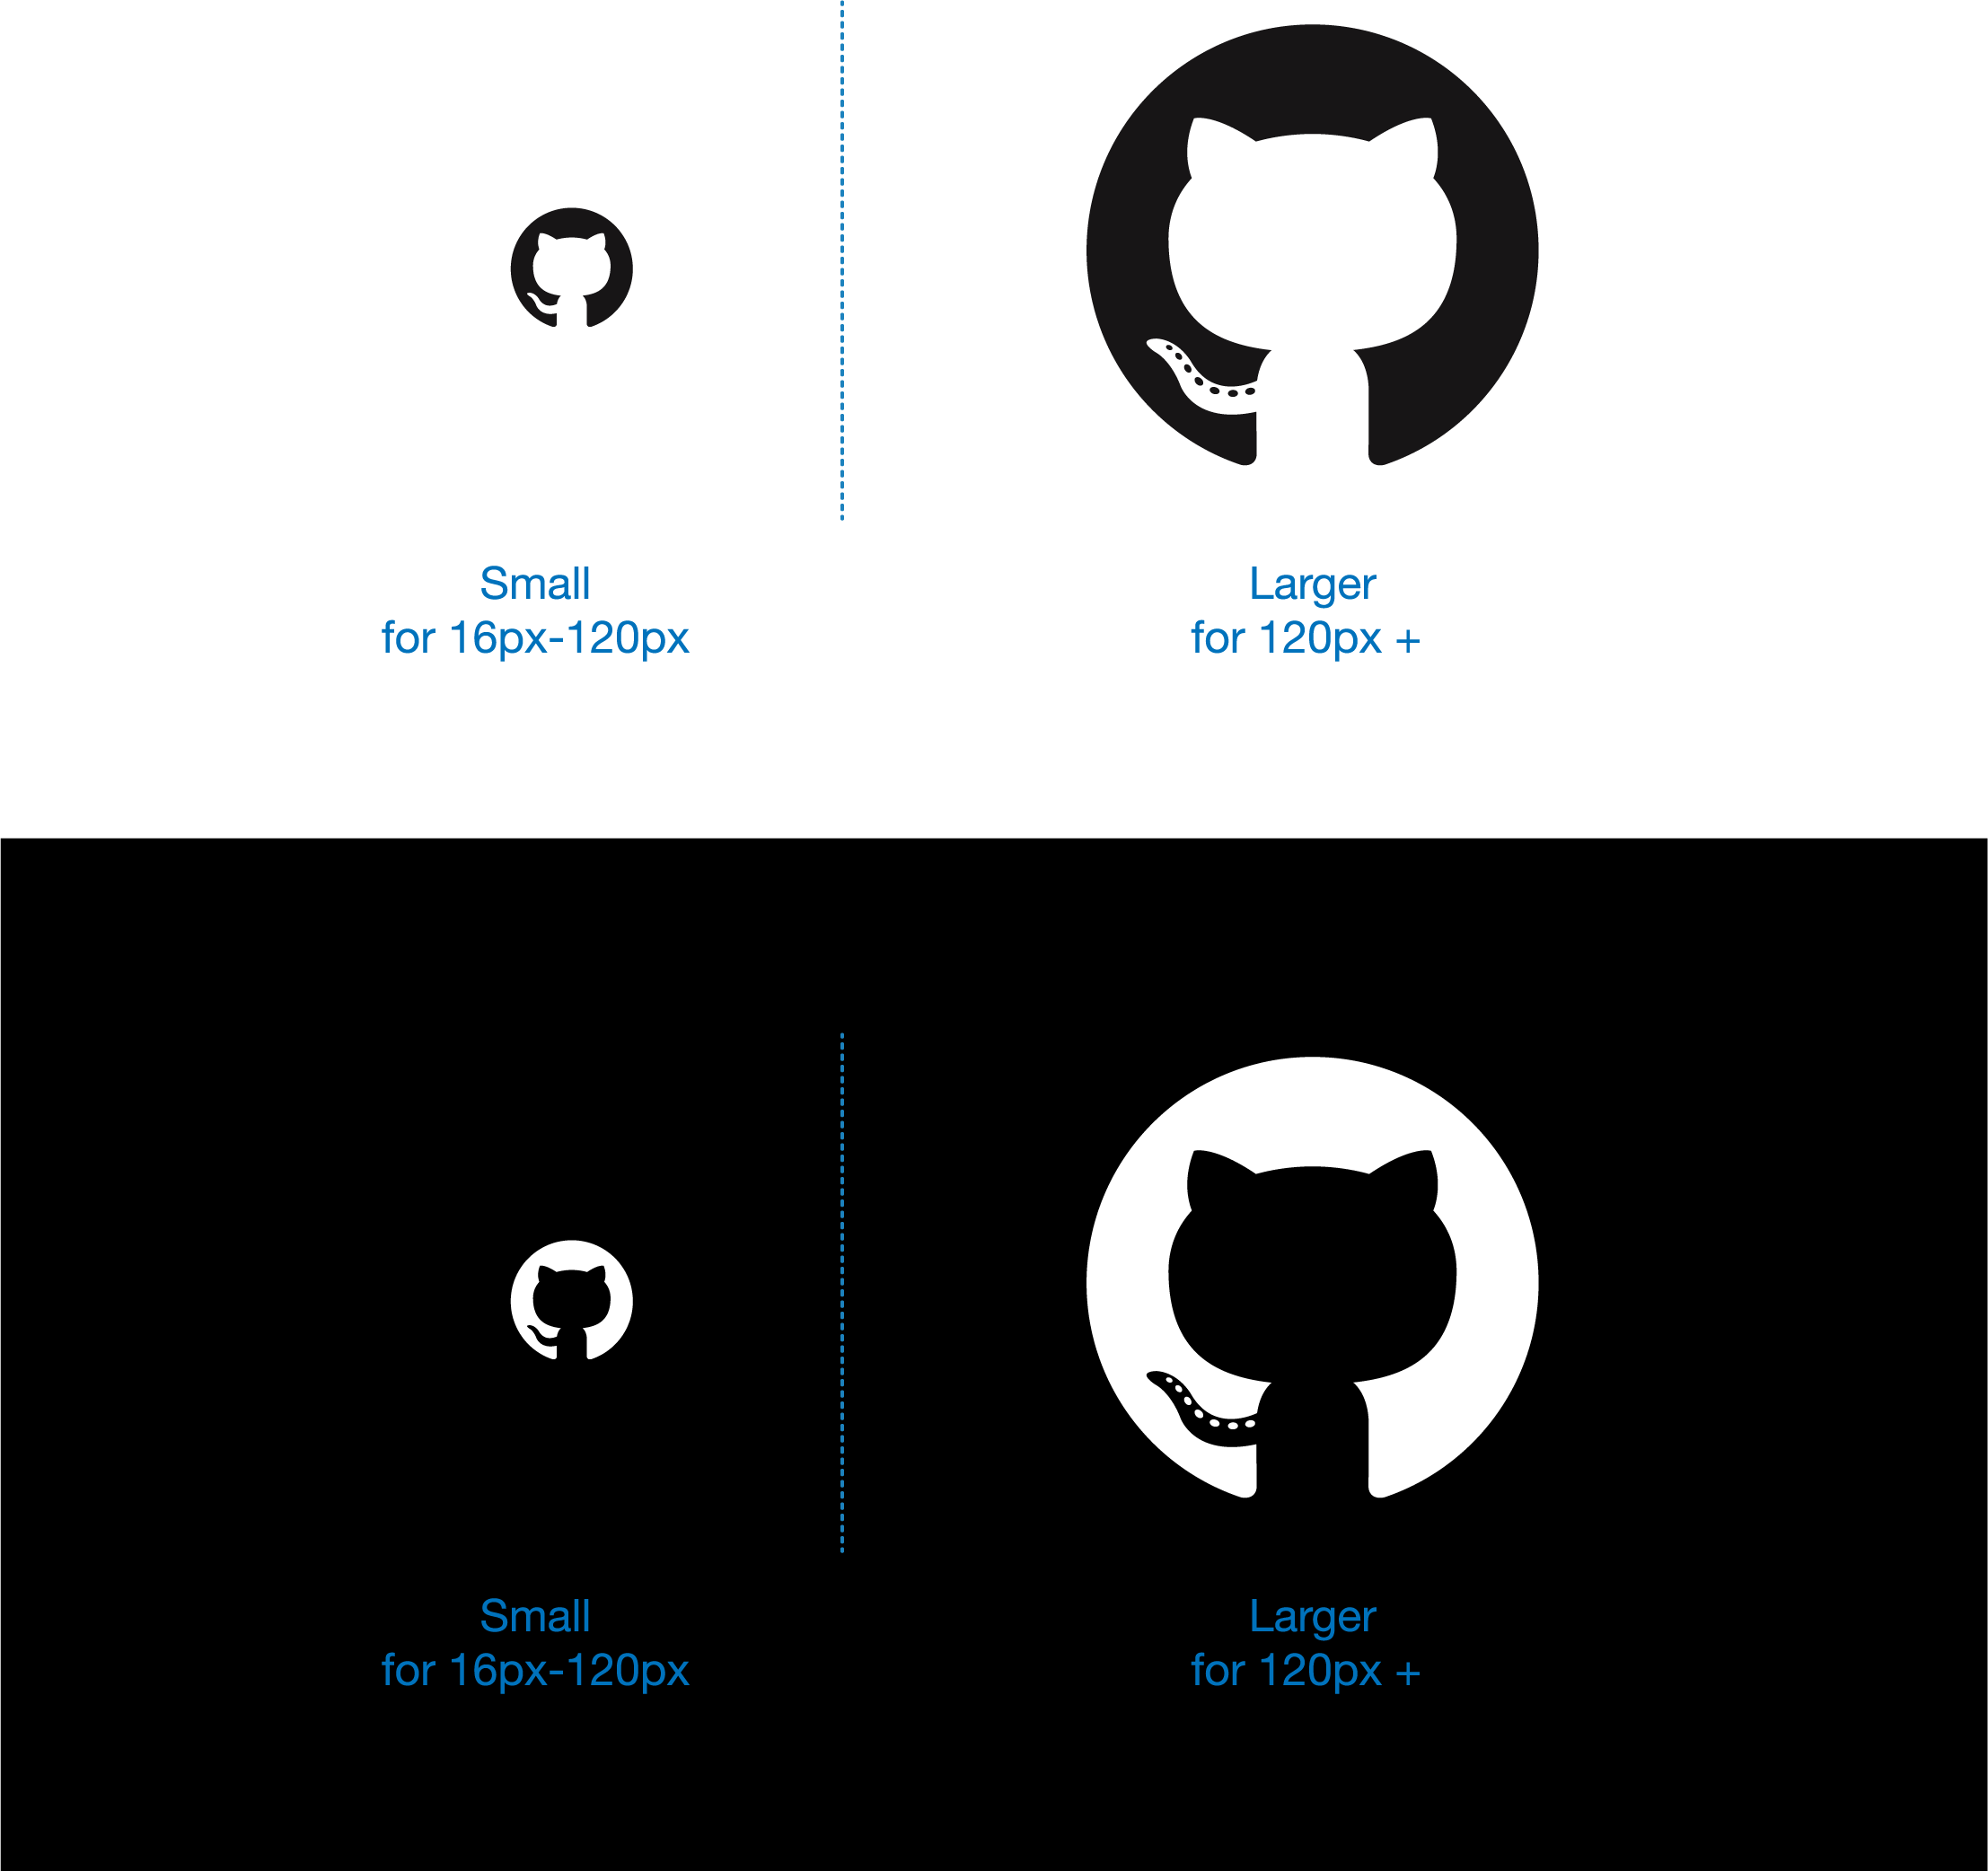 Small
for 16px-120px
Larger
for 120px +
Small
for 16px-120px
Larger
for 120px +